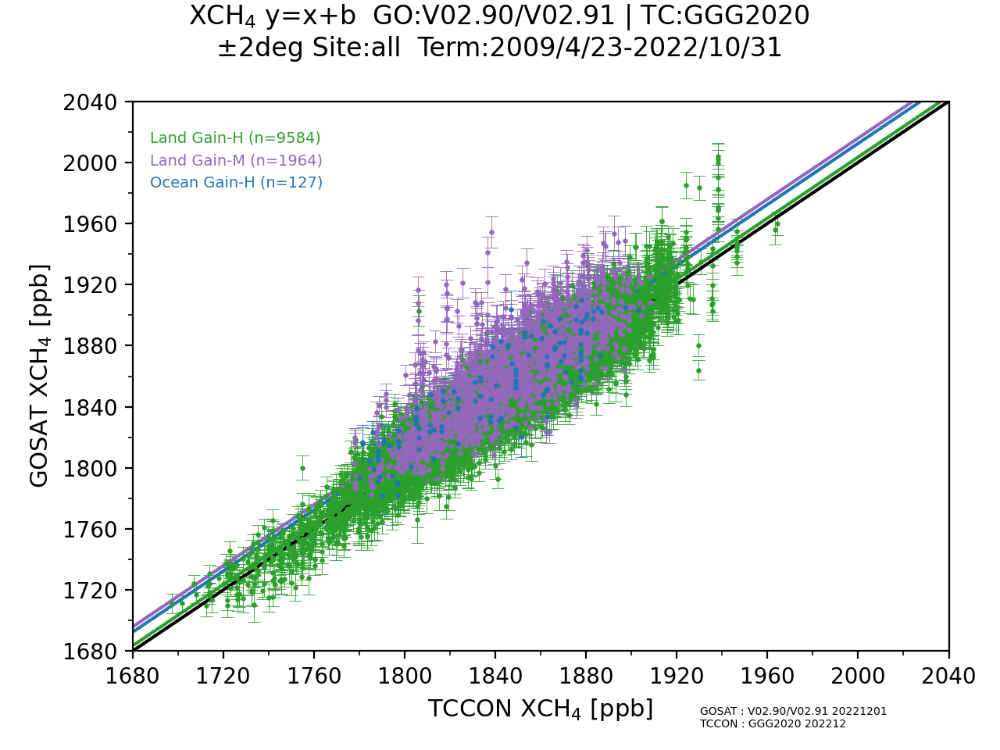 XCH₄ y=x+b  GO:V02.90/V02.91 | TC:GGG2020
±2deg Site:all  Term:2009/4/23-2022/10/31
2040
2000
1960
1920
1880
1840
1800
1760
1720
1680
GOSAT XCH₄ [ppb]
Land Gain-H (n=9584)
Land Gain-M (n=1964)
Ocean Gain-H (n=127)
1680 1720 1760 1800 1840 1880 1920 1960 2000 2040
TCCON XCH₄ [ppb]
GOSAT : V02.90/V02.91 20221201
TCCON : GGG2020 202212